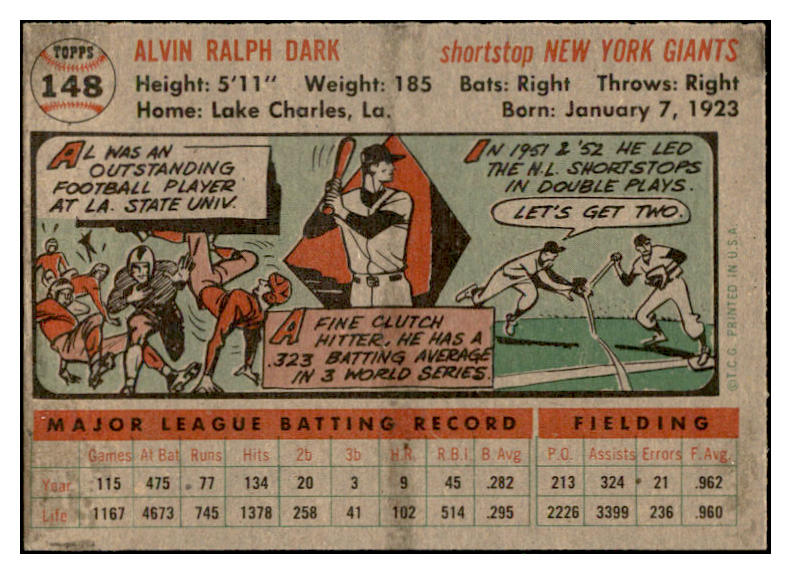 TOPPS
148
ALVIN RALPH DARK
shortstop NEW YORK GIANTS
Height: 5'11" Weight: 185 Bats: Right Throws: Right
Home: Lake Charles, La. Born: January 7, 1923
AL WAS AN
OUTSTANDING
FOOTBALL PLAYER
AT LA. STATE UNIV.
IN 1951 & '52 HE LED
THE N.L. SHORTSTOPS
IN DOUBLE PLAYS.
LET'S GET TWO.
A FINE CLUTCH
HITTER, HE HAS A
.323 BATTING AVERAGE
IN 3 WORLD SERIES.
© T.C.G. PRINTED IN U.S.A.
MAJOR LEAGUE BATTING RECORD FIELDING
Games At Bat Runs Hits 2b 3b H.R. R.B.I B. Avg P.O. Assists Errors F. Avg.
Year 115 475 77 134 20 3 9 45 .282 213 324 21 .962
Life 1167 4673 745 1378 258 41 102 514 .295 2226 3399 236 .960